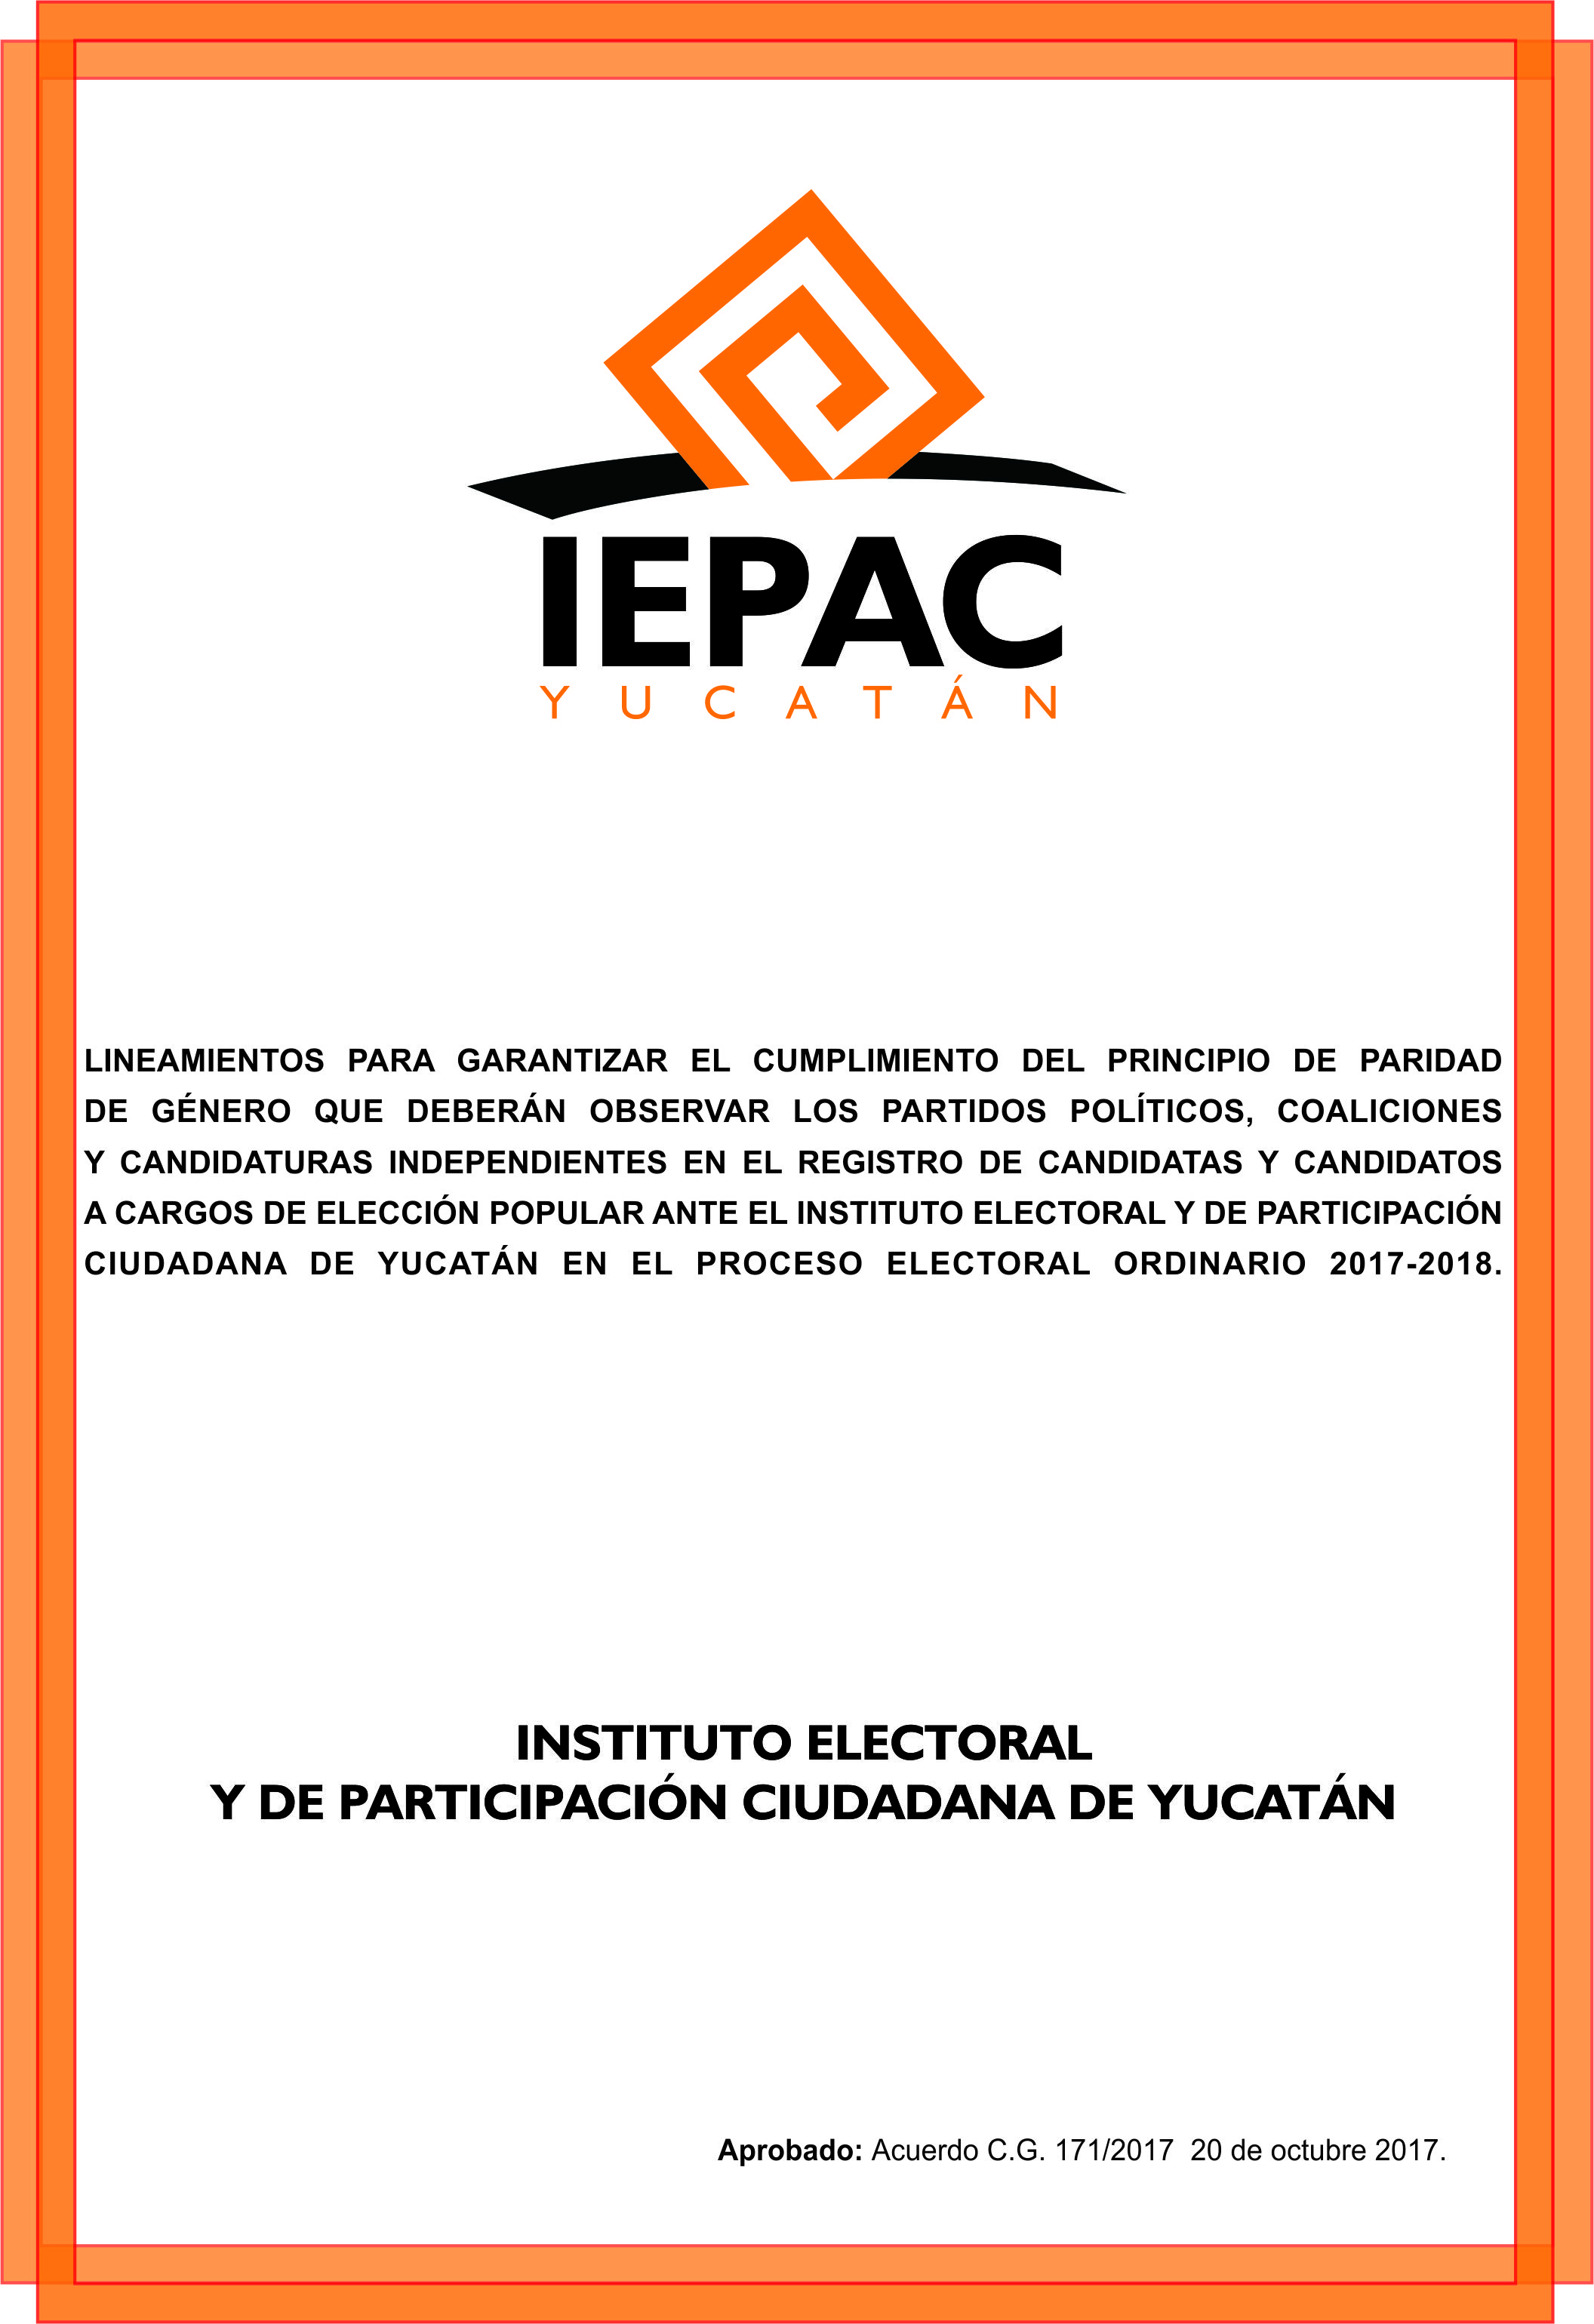 IEPAC
YUCATÁN
LINEAMIENTOS PARA GARANTIZAR EL CUMPLIMIENTO DEL PRINCIPIO DE PARIDAD
DE GÉNERO QUE DEBERÁN OBSERVAR LOS PARTIDOS POLÍTICOS, COALICIONES
Y CANDIDATURAS INDEPENDIENTES EN EL REGISTRO DE CANDIDATAS Y CANDIDATOS
A CARGOS DE ELECCIÓN POPULAR ANTE EL INSTITUTO ELECTORAL Y DE PARTICIPACIÓN
CIUDADANA DE YUCATÁN EN EL PROCESO ELECTORAL ORDINARIO 2017-2018.
INSTITUTO ELECTORAL
Y DE PARTICIPACIÓN CIUDADANA DE YUCATÁN
Aprobado: Acuerdo C.G. 171/2017 20 de octubre 2017.